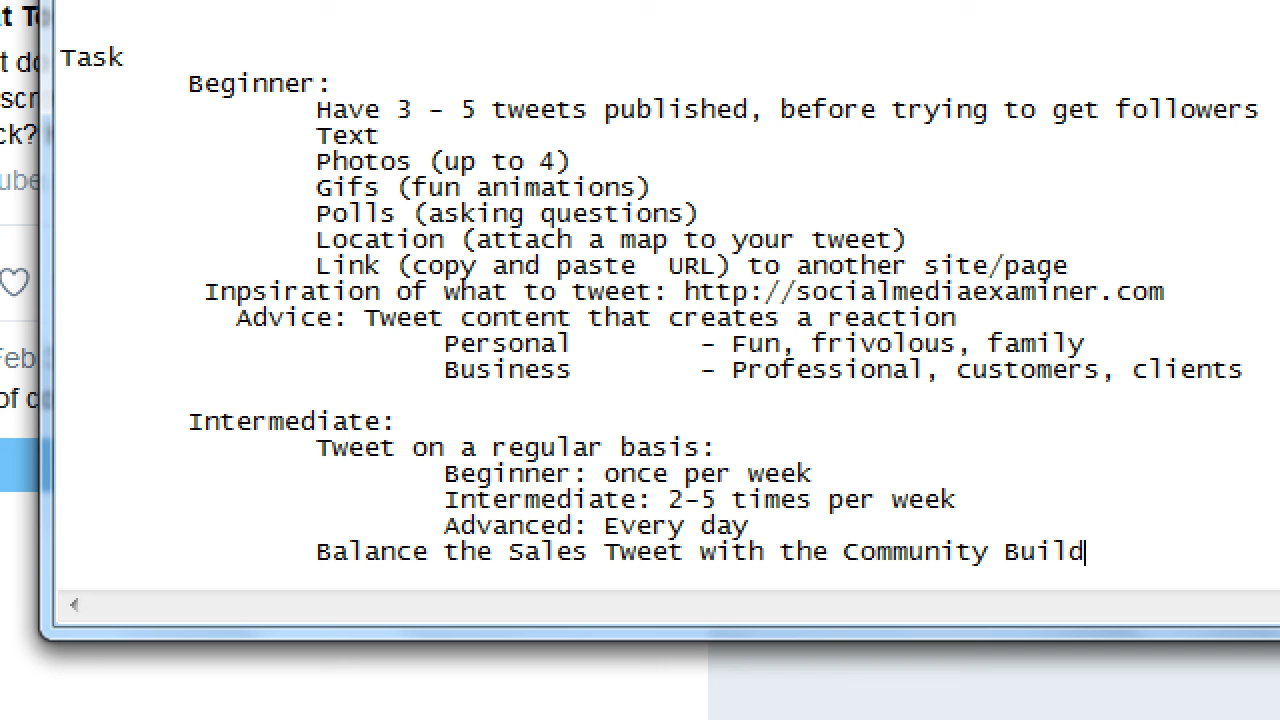 Task
Beginner:
Have 3 - 5 tweets published, before trying to get followers
Text
Photos (up to 4)
Gifs (fun animations)
Polls (asking questions)
Location (attach a map to your tweet)
Link (copy and paste  URL) to another site/page
Inpsiration of what to tweet: http://socialmediaexaminer.com
Advice: Tweet content that creates a reaction
Personal - Fun, frivolous, family
Business - Professional, customers, clients
Intermediate:
Tweet on a regular basis:
Beginner: once per week
Intermediate: 2-5 times per week
Advanced: Every day
Balance the Sales Tweet with the Community Build